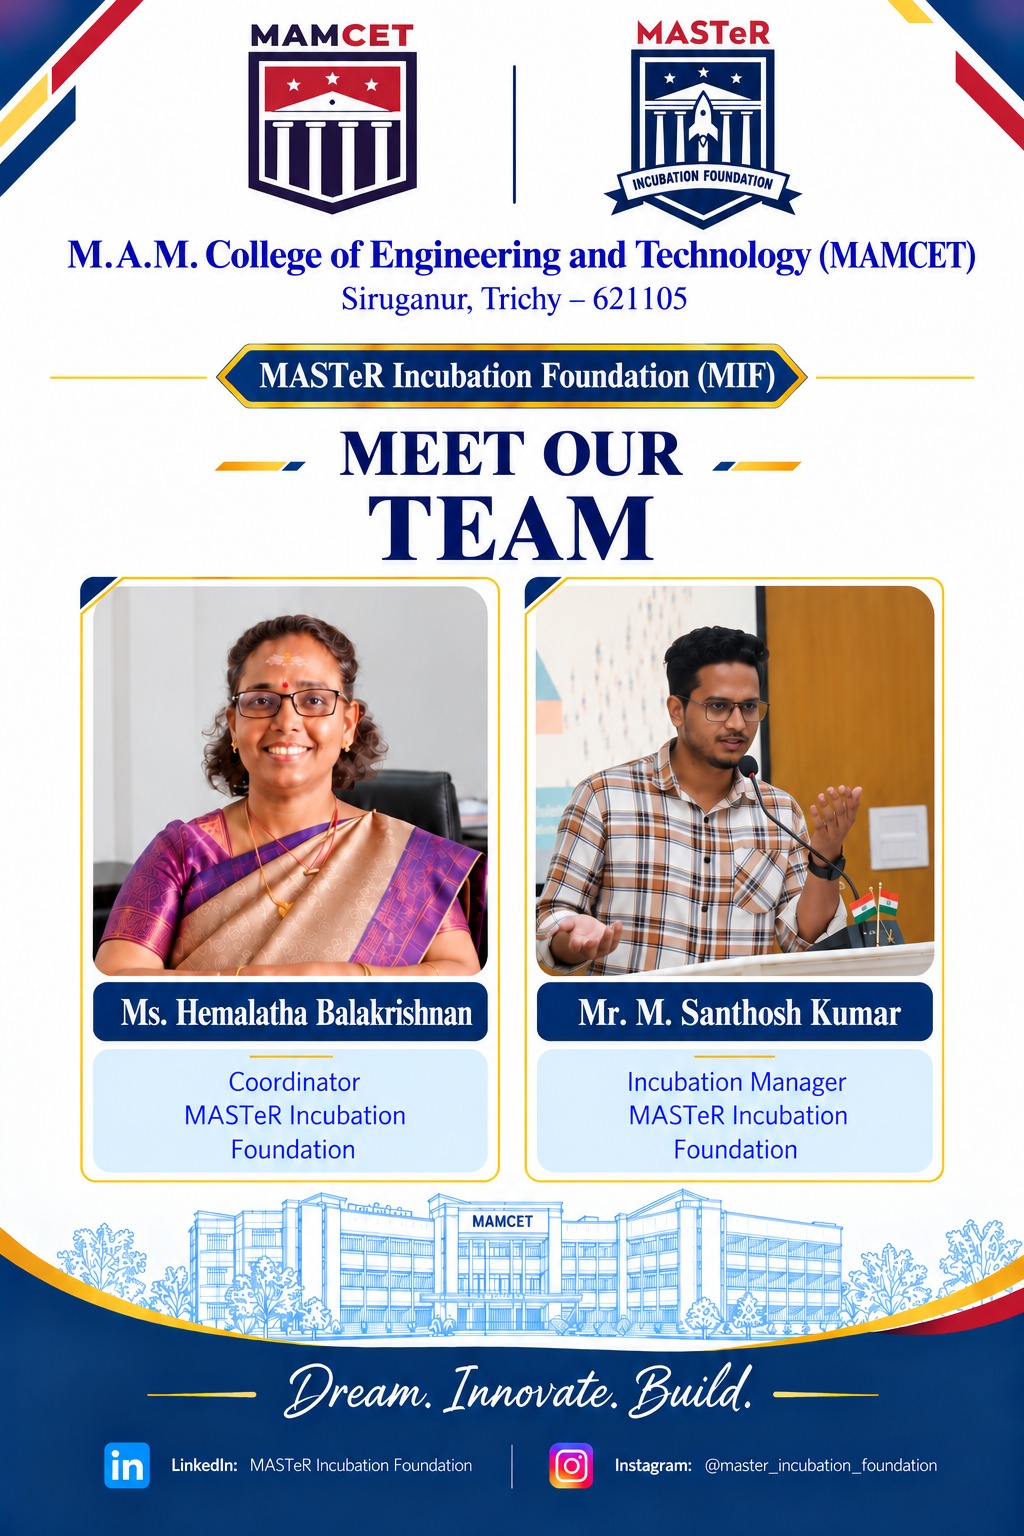 MAMCET
MASTeR
INCUBATION FOUNDATION
M.A.M. College of Engineering and Technology (MAMCET)
Siruganur, Trichy – 621105
MASTeR Incubation Foundation (MIF)
MEET OUR
TEAM
Ms. Hemalatha Balakrishnan
Coordinator
MASTeR Incubation
Foundation
Mr. M. Santhosh Kumar
Incubation Manager
MASTeR Incubation
Foundation
MAMCET
Dream. Innovate. Build.
in LinkedIn: MASTeR Incubation Foundation
Instagram: @master_incubation_foundation